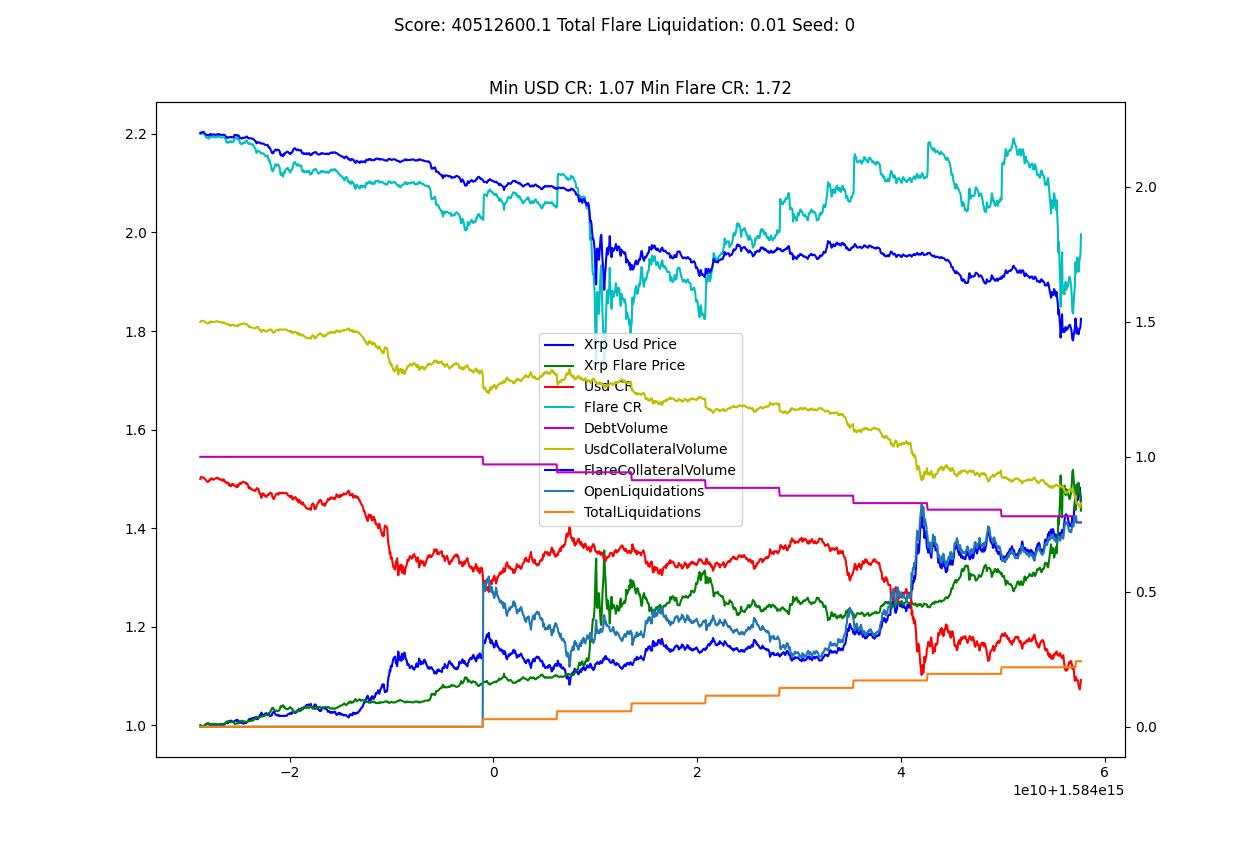 Score: 40512600.1 Total Flare Liquidation: 0.01 Seed: 0
Min USD CR: 1.07 Min Flare CR: 1.72
2.2
2.0
1.8
1.6
1.4
1.2
1.0
2.0
1.5
1.0
0.5
0.0
Xrp Usd Price
Xrp Flare Price
Usd CR
Flare CR
DebtVolume
UsdCollateralVolume
FlareCollateralVolume
OpenLiquidations
TotalLiquidations
−2 0 2 4 6
1e10+1.584e15